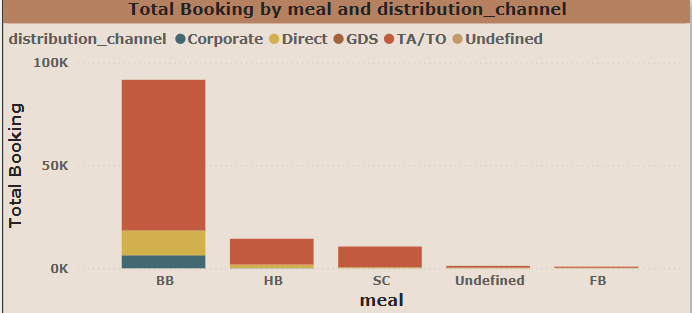 Total Booking by meal and distribution_channel
distribution_channel Corporate Direct GDS TA/TO Undefined
100K
50K
0K
Total Booking
BB HB SC Undefined FB
meal